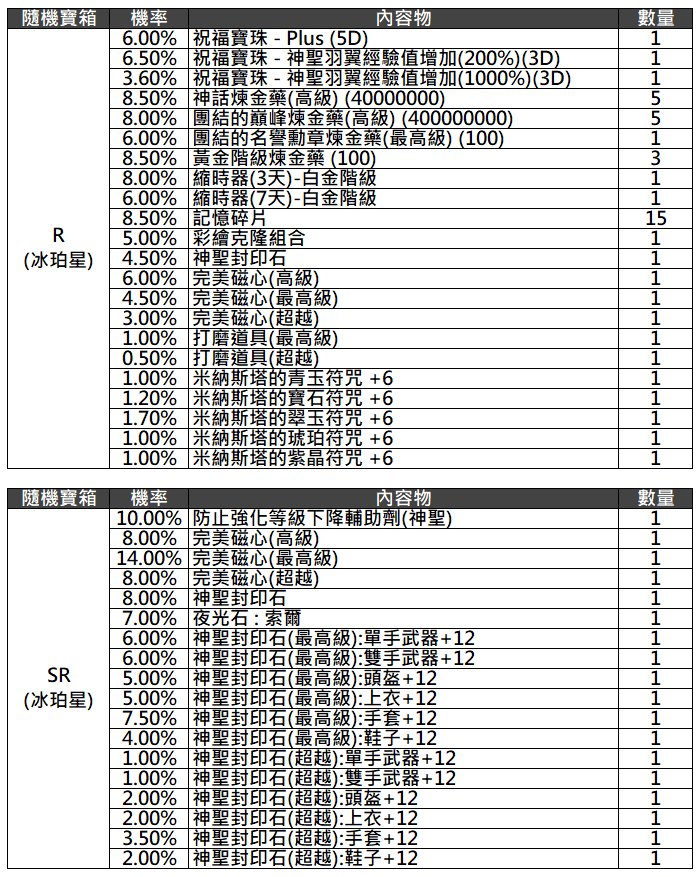 隨機寶箱 機率 內容物 數量
6.00% 祝福寶珠 - Plus (5D) 1
6.50% 祝福寶珠 - 神聖羽翼經驗值增加(200%)(3D) 1
3.60% 祝福寶珠 - 神聖羽翼經驗值增加(1000%)(3D) 1
8.50% 神話煉金藥(高級) (40000000) 5
8.00% 團結的巔峰煉金藥(高級) (400000000) 5
6.00% 團結的名譽勳章煉金藥(最高級) (100) 1
8.50% 黃金階級煉金藥 (100) 3
8.00% 縮時器(3天)-白金階級 1
6.00% 縮時器(7天)-白金階級 1
8.50% 記憶碎片 15
R
5.00% 彩繪克隆組合 1
(冰珀星)
4.50% 神聖封印石 1
6.00% 完美磁心(高級) 1
4.50% 完美磁心(最高級) 1
3.00% 完美磁心(超越) 1
1.00% 打磨道具(最高級) 1
0.50% 打磨道具(超越) 1
1.00% 米納斯塔的青玉符咒 +6 1
1.20% 米納斯塔的寶石符咒 +6 1
1.70% 米納斯塔的翠玉符咒 +6 1
1.00% 米納斯塔的琥珀符咒 +6 1
1.00% 米納斯塔的紫晶符咒 +6 1
隨機寶箱 機率 內容物 數量
10.00% 防止強化等級下降輔助劑(神聖) 1
8.00% 完美磁心(高級) 1
14.00% 完美磁心(最高級) 1
8.00% 完美磁心(超越) 1
8.00% 神聖封印石 1
7.00% 夜光石 : 索爾 1
6.00% 神聖封印石(最高級):單手武器+12 1
6.00% 神聖封印石(最高級):雙手武器+12 1
SR
5.00% 神聖封印石(最高級):頭盔+12 1
(冰珀星)
5.00% 神聖封印石(最高級):上衣+12 1
7.50% 神聖封印石(最高級):手套+12 1
4.00% 神聖封印石(最高級):鞋子+12 1
1.00% 神聖封印石(超越):單手武器+12 1
1.00% 神聖封印石(超越):雙手武器+12 1
2.00% 神聖封印石(超越):頭盔+12 1
2.00% 神聖封印石(超越):上衣+12 1
3.50% 神聖封印石(超越):手套+12 1
2.00% 神聖封印石(超越):鞋子+12 1